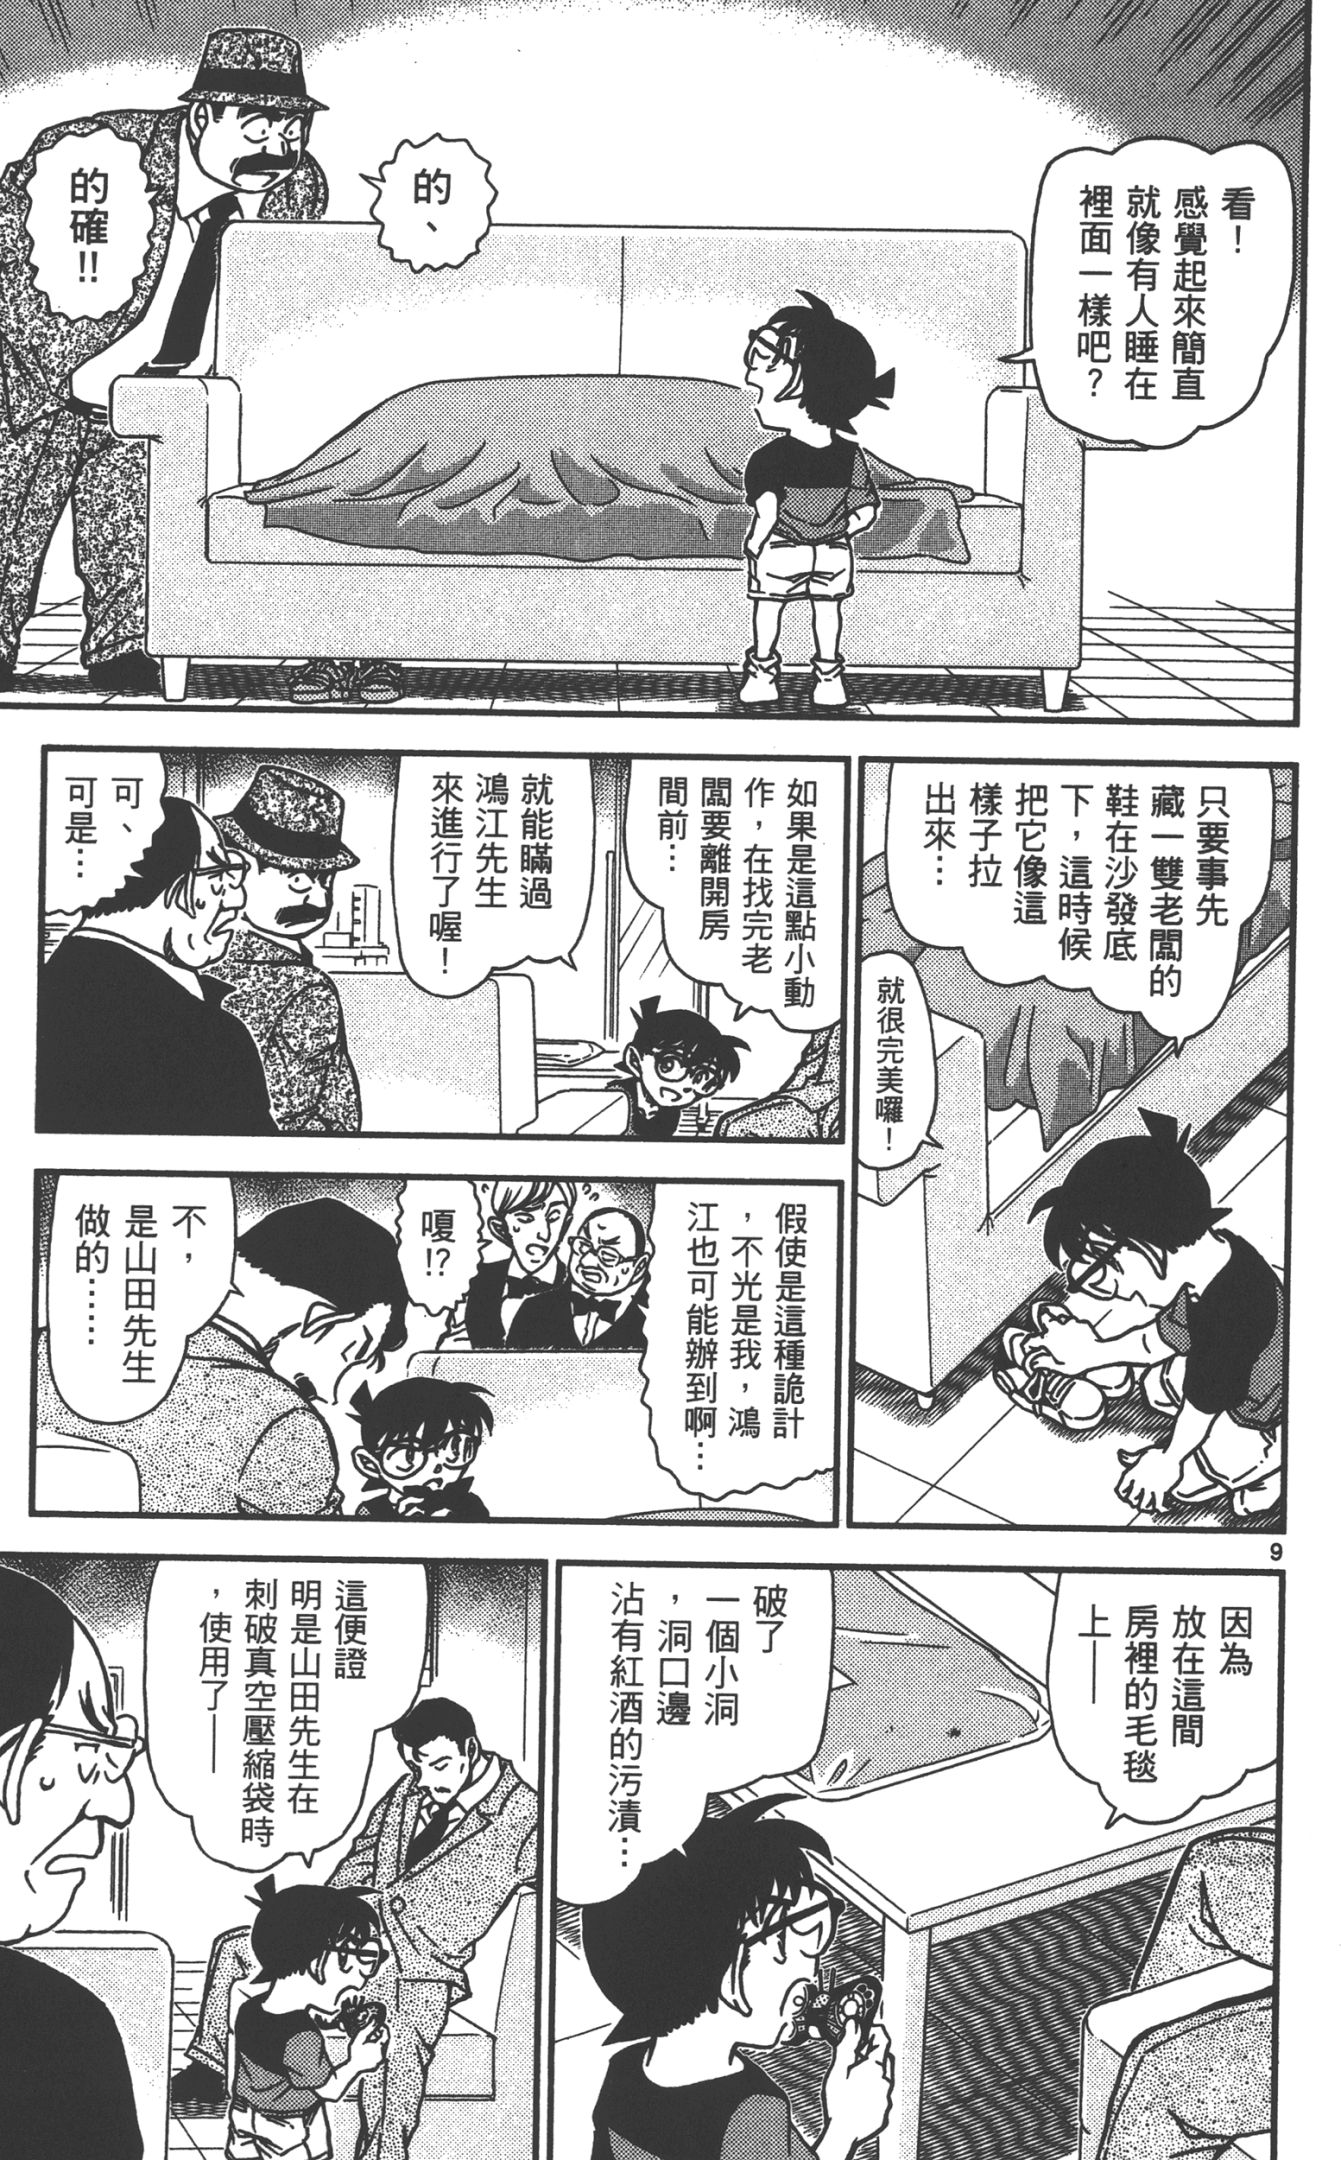 看！
感覺起來簡直
就像有人睡在
裡面一樣吧？
的、
的確!!
只要事先
藏一雙老闆的
鞋在沙發底
下，這時候
把它像這
樣子拉
出來…
就很完美囉！
如果是這點小動
作，在找完老
闆要離開房
間前…
就能瞞過
鴻江先生
來進行了喔！
可、
可是…
假使是這種詭計
，不光是我，鴻
江也可能辦到啊…
嗄!?
不，
是山田先生
做的……
9
因為
放在這間
房裡的毛毯
上——
破了
一個小洞
，洞口邊
沾有紅酒的污漬…
這便證
明是山田先生在
刺破真空壓縮袋時
，使用了——